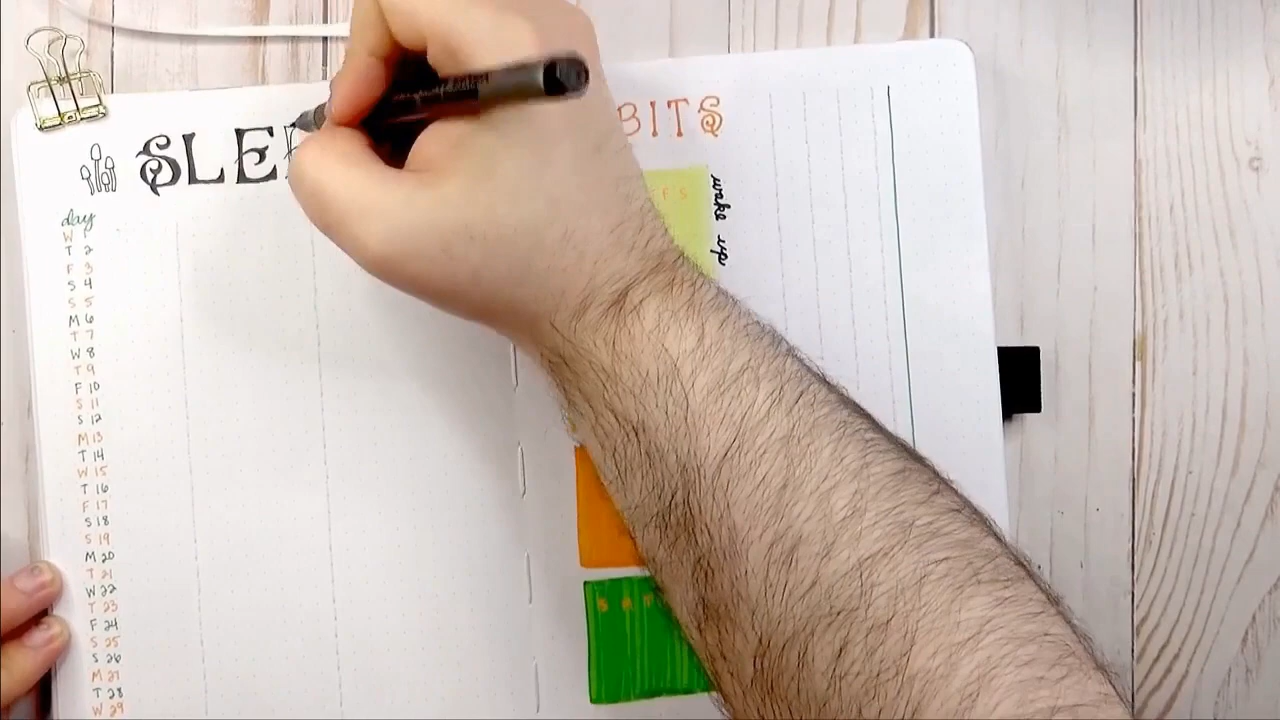 SLEE
BITS
day
wake up
W 1
T 2
F 3
S 4
S 5
M 6
T 7
W 8
T 9
F 10
S 11
S 12
M 13
T 14
W 15
T 16
F 17
S 18
S 19
M 20
T 21
W 22
T 23
F 24
S 25
S 26
M 27
T 28
W 29